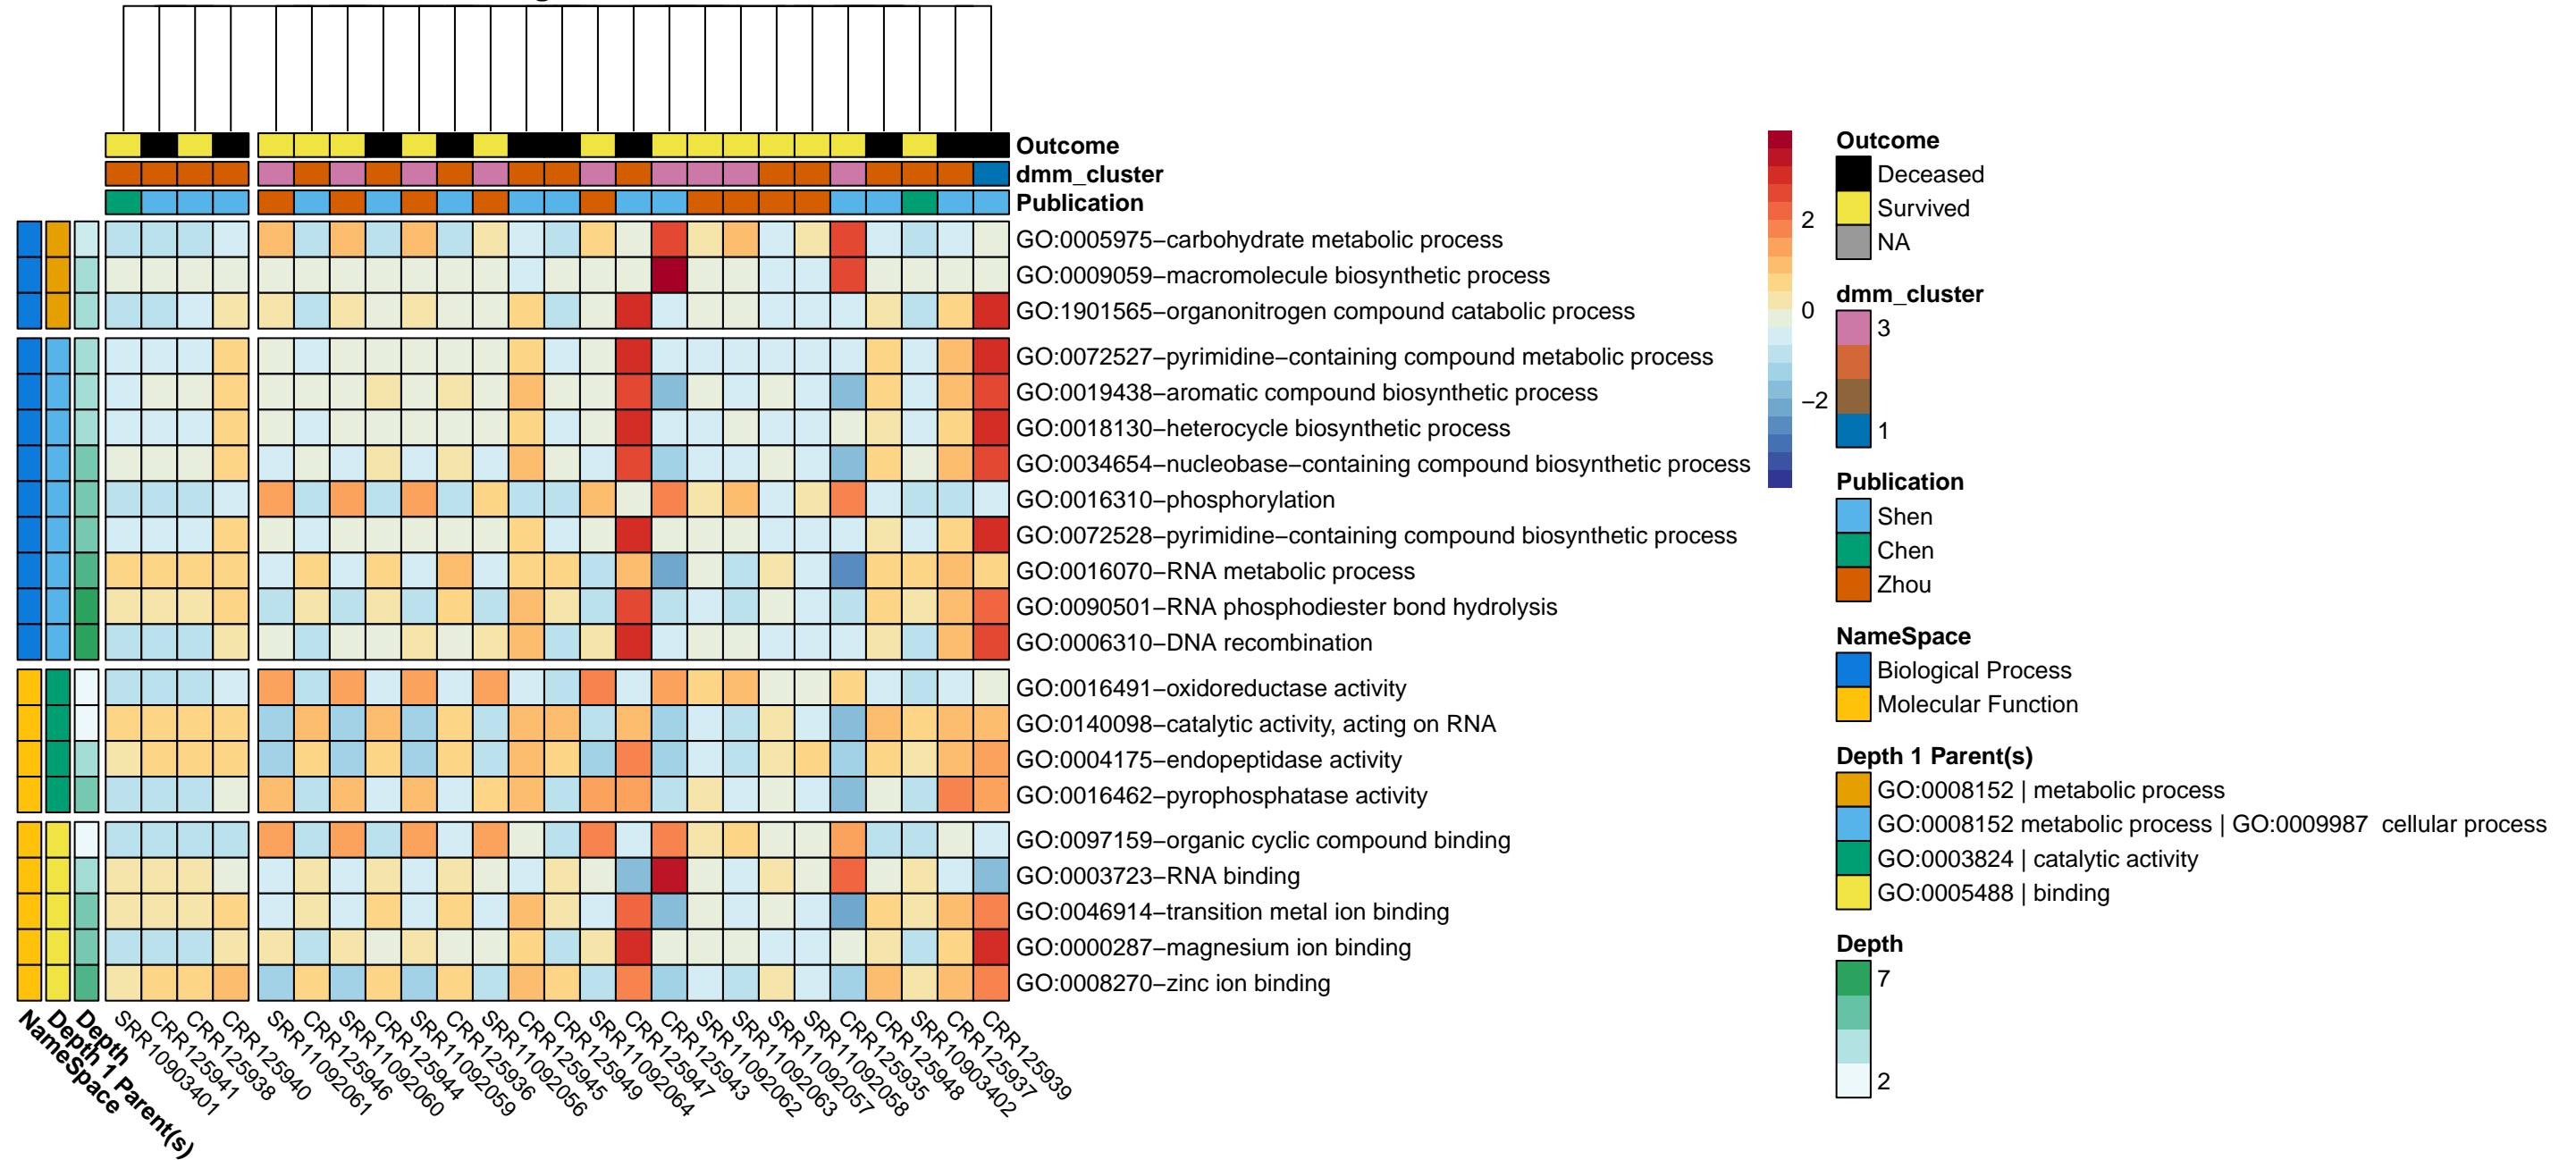 Outcome
dmm_cluster
Publication
GO:0005975−carbohydrate metabolic process
GO:0009059−macromolecule biosynthetic process
GO:1901565−organonitrogen compound catabolic process
GO:0072527−pyrimidine−containing compound metabolic process
GO:0019438−aromatic compound biosynthetic process
GO:0018130−heterocycle biosynthetic process
GO:0034654−nucleobase−containing compound biosynthetic process
GO:0016310−phosphorylation
GO:0072528−pyrimidine−containing compound biosynthetic process
GO:0016070−RNA metabolic process
GO:0090501−RNA phosphodiester bond hydrolysis
GO:0006310−DNA recombination
GO:0016491−oxidoreductase activity
GO:0140098−catalytic activity, acting on RNA
GO:0004175−endopeptidase activity
GO:0016462−pyrophosphatase activity
GO:0097159−organic cyclic compound binding
GO:0003723−RNA binding
GO:0046914−transition metal ion binding
GO:0000287−magnesium ion binding
GO:0008270−zinc ion binding
NameSpace
Depth 1 Parent(s)
Depth
SRR10903401
CRR125941
CRR125938
CRR125940
SRR11092061
CRR125946
SRR11092060
CRR125944
SRR11092059
CRR125936
SRR11092056
CRR125945
CRR125949
SRR11092064
CRR125947
CRR125943
SRR11092062
SRR11092063
SRR11092057
SRR11092058
CRR125935
CRR125948
SRR10903402
CRR125937
CRR125939
2
0
−2
Outcome
Deceased
Survived
NA
dmm_cluster
3
1
Publication
Shen
Chen
Zhou
NameSpace
Biological Process
Molecular Function
Depth 1 Parent(s)
GO:0008152 | metabolic process
GO:0008152 metabolic process | GO:0009987 cellular process
GO:0003824 | catalytic activity
GO:0005488 | binding
Depth
7
2